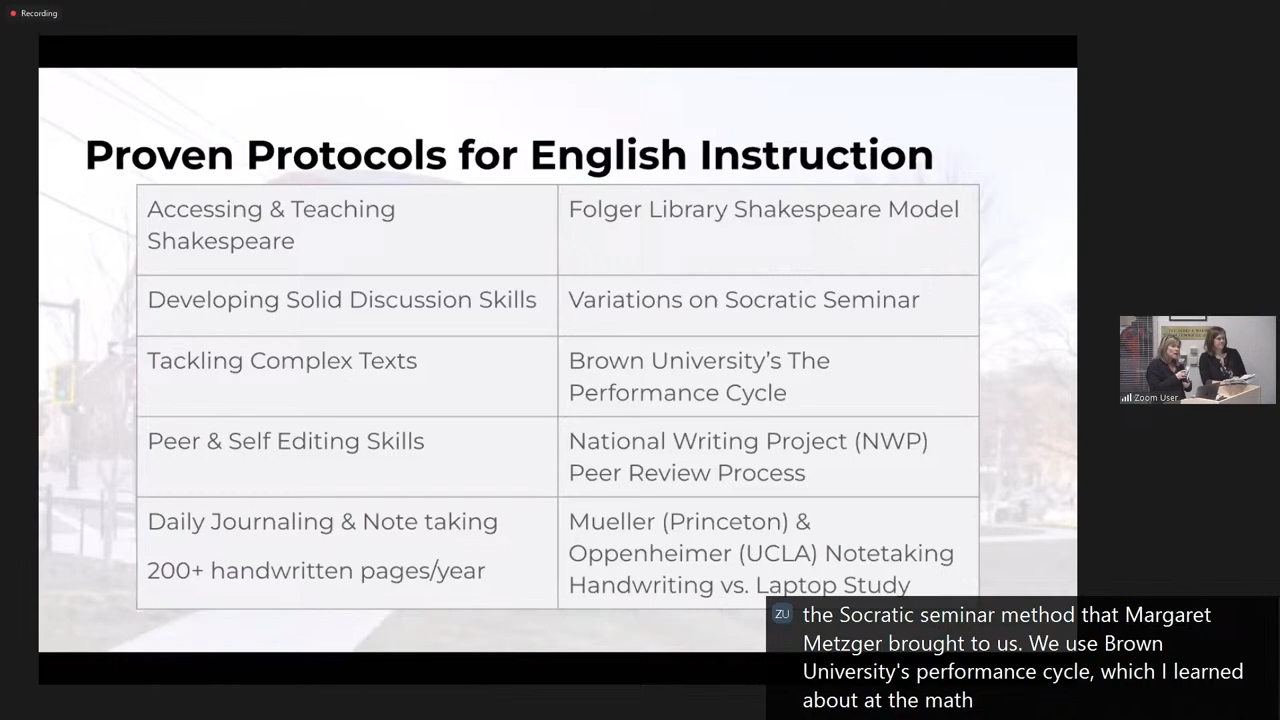 Recording
Proven Protocols for English Instruction
Accessing & Teaching
Shakespeare
Folger Library Shakespeare Model
Developing Solid Discussion Skills
Variations on Socratic Seminar
Tackling Complex Texts
Brown University's The
Performance Cycle
Peer & Self Editing Skills
National Writing Project (NWP)
Peer Review Process
Daily Journaling & Note taking
200+ handwritten pages/year
Mueller (Princeton) &
Oppenheimer (UCLA) Notetaking
Handwriting vs. Laptop Study
Zoom User
ZU
the Socratic seminar method that Margaret
Metzger brought to us. We use Brown
University's performance cycle, which I learned
about at the math